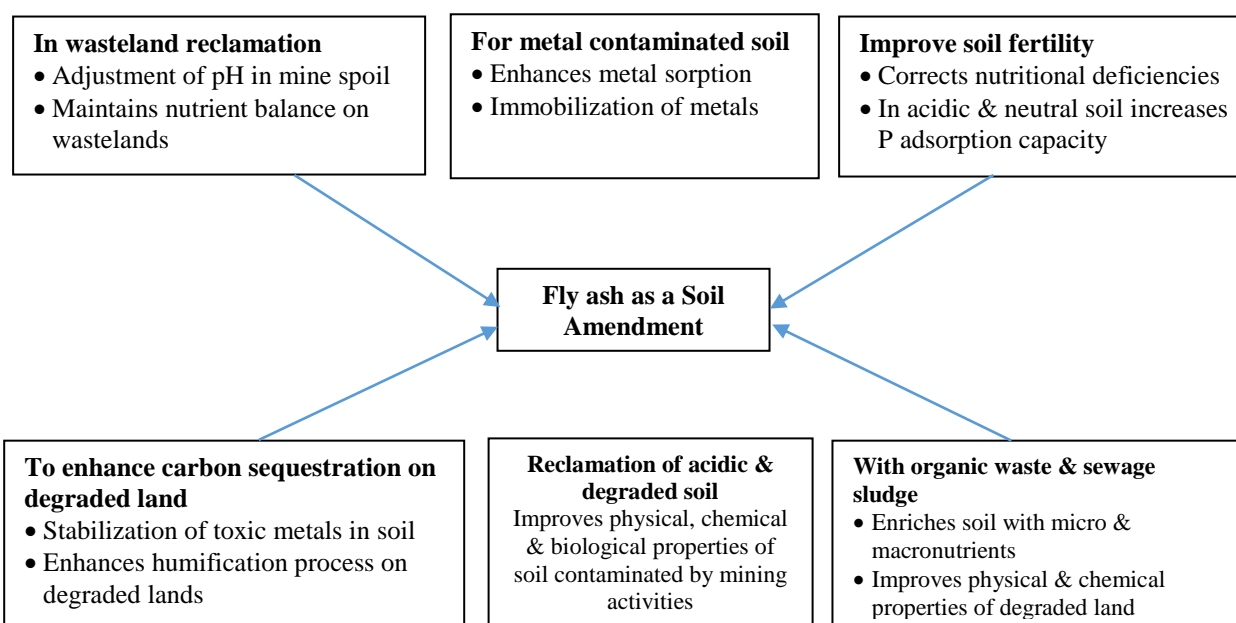 In wasteland reclamation
• Adjustment of pH in mine spoil
• Maintains nutrient balance on
wastelands
For metal contaminated soil
• Enhances metal sorption
• Immobilization of metals
Improve soil fertility
• Corrects nutritional deficiencies
• In acidic & neutral soil increases
P adsorption capacity
Fly ash as a Soil
Amendment
To enhance carbon sequestration on
degraded land
• Stabilization of toxic metals in soil
• Enhances humification process on
degraded lands
Reclamation of acidic &
degraded soil
Improves physical, chemical
& biological properties of
soil contaminated by mining
activities
With organic waste & sewage
sludge
• Enriches soil with micro &
macronutrients
• Improves physical & chemical
properties of degraded land